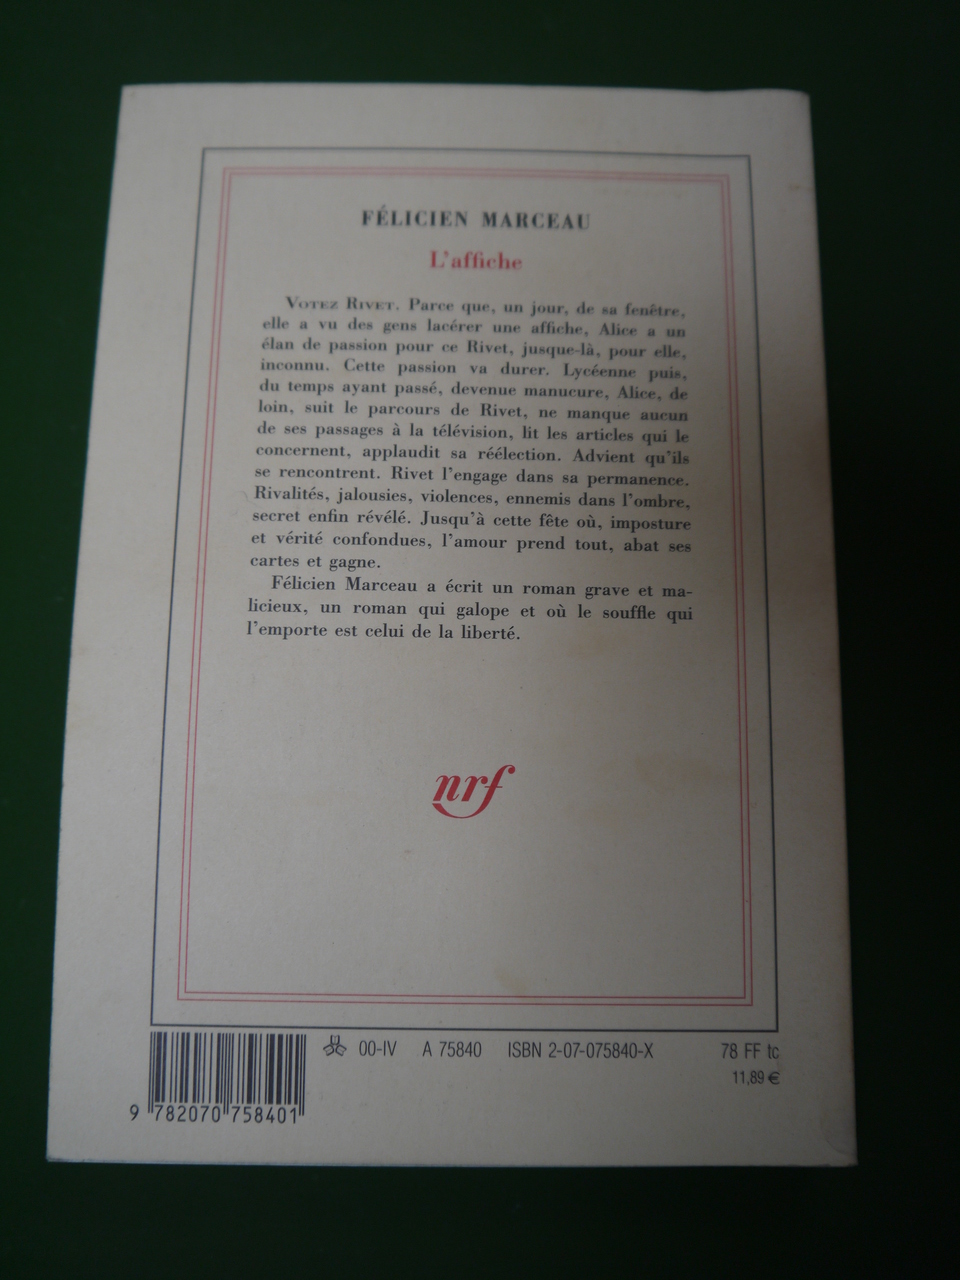 FÉLICIEN MARCEAU
L'affiche
VOTEZ RIVET. Parce que, un jour, de sa fenêtre,
elle a vu des gens lacérer une affiche, Alice a un
élan de passion pour ce Rivet, jusque-là, pour elle,
inconnu. Cette passion va durer. Lycéenne puis,
du temps ayant passé, devenue manucure, Alice, de
loin, suit le parcours de Rivet, ne manque aucun
de ses passages à la télévision, lit les articles qui le
concernent, applaudit sa réélection. Advient qu'ils
se rencontrent. Rivet l'engage dans sa permanence.
Rivalités, jalousies, violences, ennemis dans l'ombre,
secret enfin révélé. Jusqu'à cette fête où, imposture
et vérité confondues, l'amour prend tout, abat ses
cartes et gagne.
Félicien Marceau a écrit un roman grave et ma-
licieux, un roman qui galope et où le souffle qui
l'emporte est celui de la liberté.
nrf
00-IV A 75840 ISBN 2-07-075840-X 78 FF tc
11,89 €
9 782070 758401